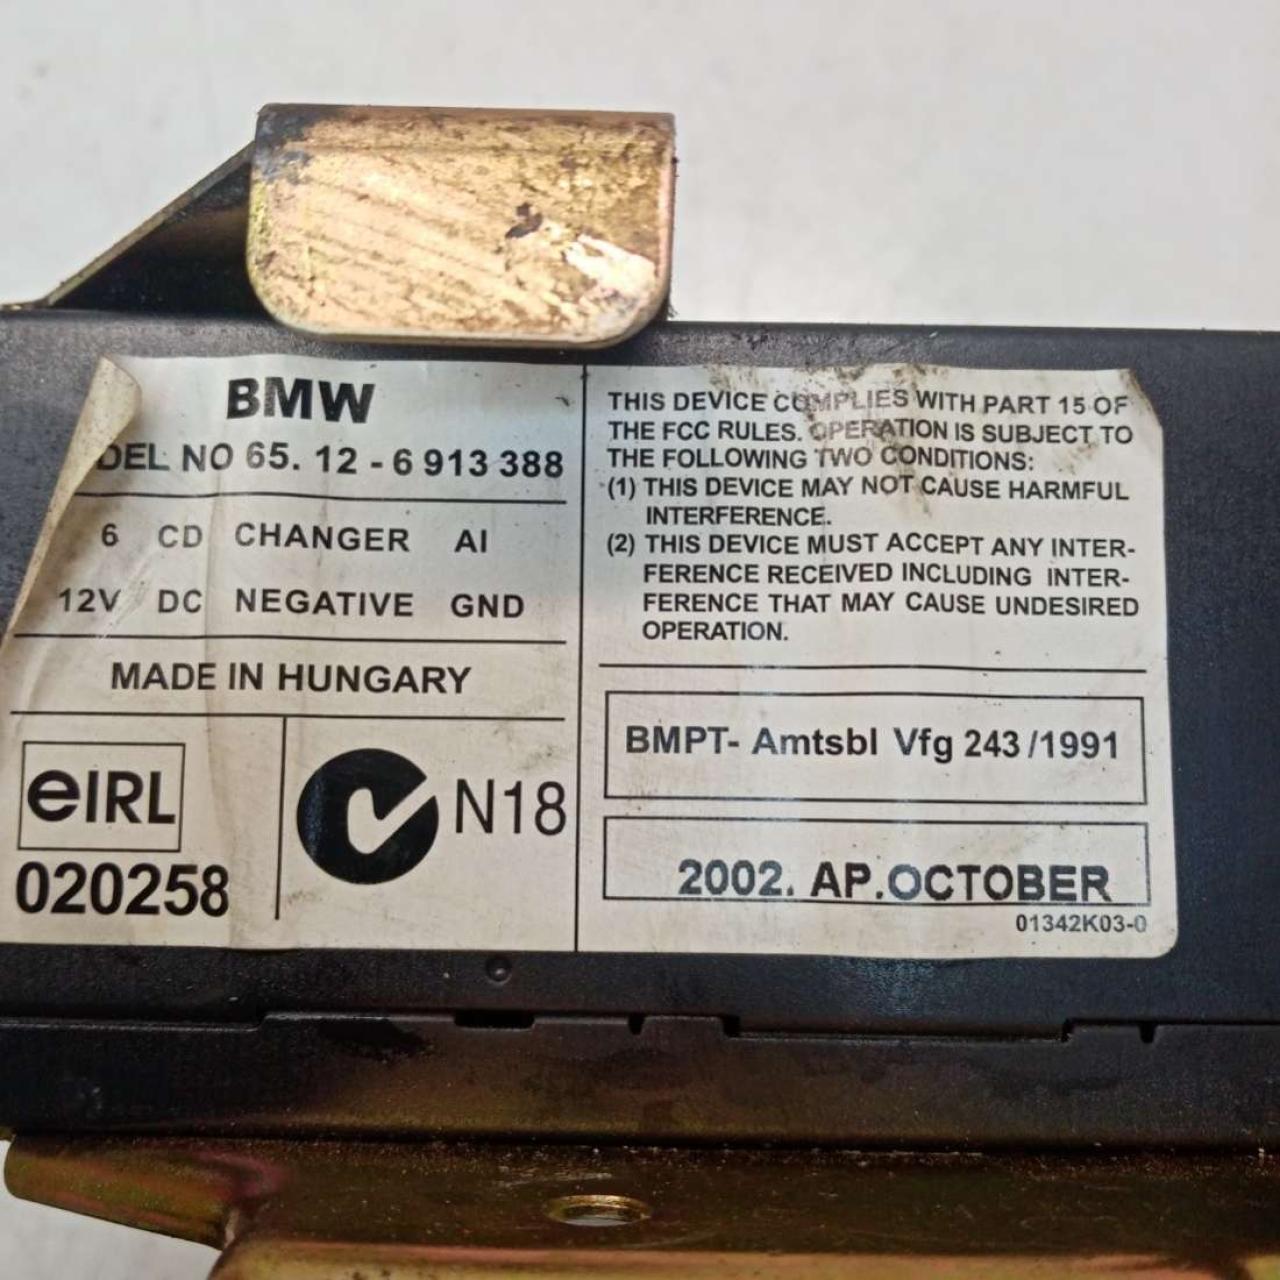 BMW
DEL NO 65. 12 - 6 913 388
6 CD CHANGER AI
12V DC NEGATIVE GND
MADE IN HUNGARY
eIRL
020258
N18
THIS DEVICE COMPLIES WITH PART 15 OF
THE FCC RULES. OPERATION IS SUBJECT TO
THE FOLLOWING TWO CONDITIONS:
(1) THIS DEVICE MAY NOT CAUSE HARMFUL
INTERFERENCE.
(2) THIS DEVICE MUST ACCEPT ANY INTER-
FERENCE RECEIVED INCLUDING INTER-
FERENCE THAT MAY CAUSE UNDESIRED
OPERATION.
BMPT- Amtsbl Vfg 243 /1991
2002. AP.OCTOBER
01342K03-0